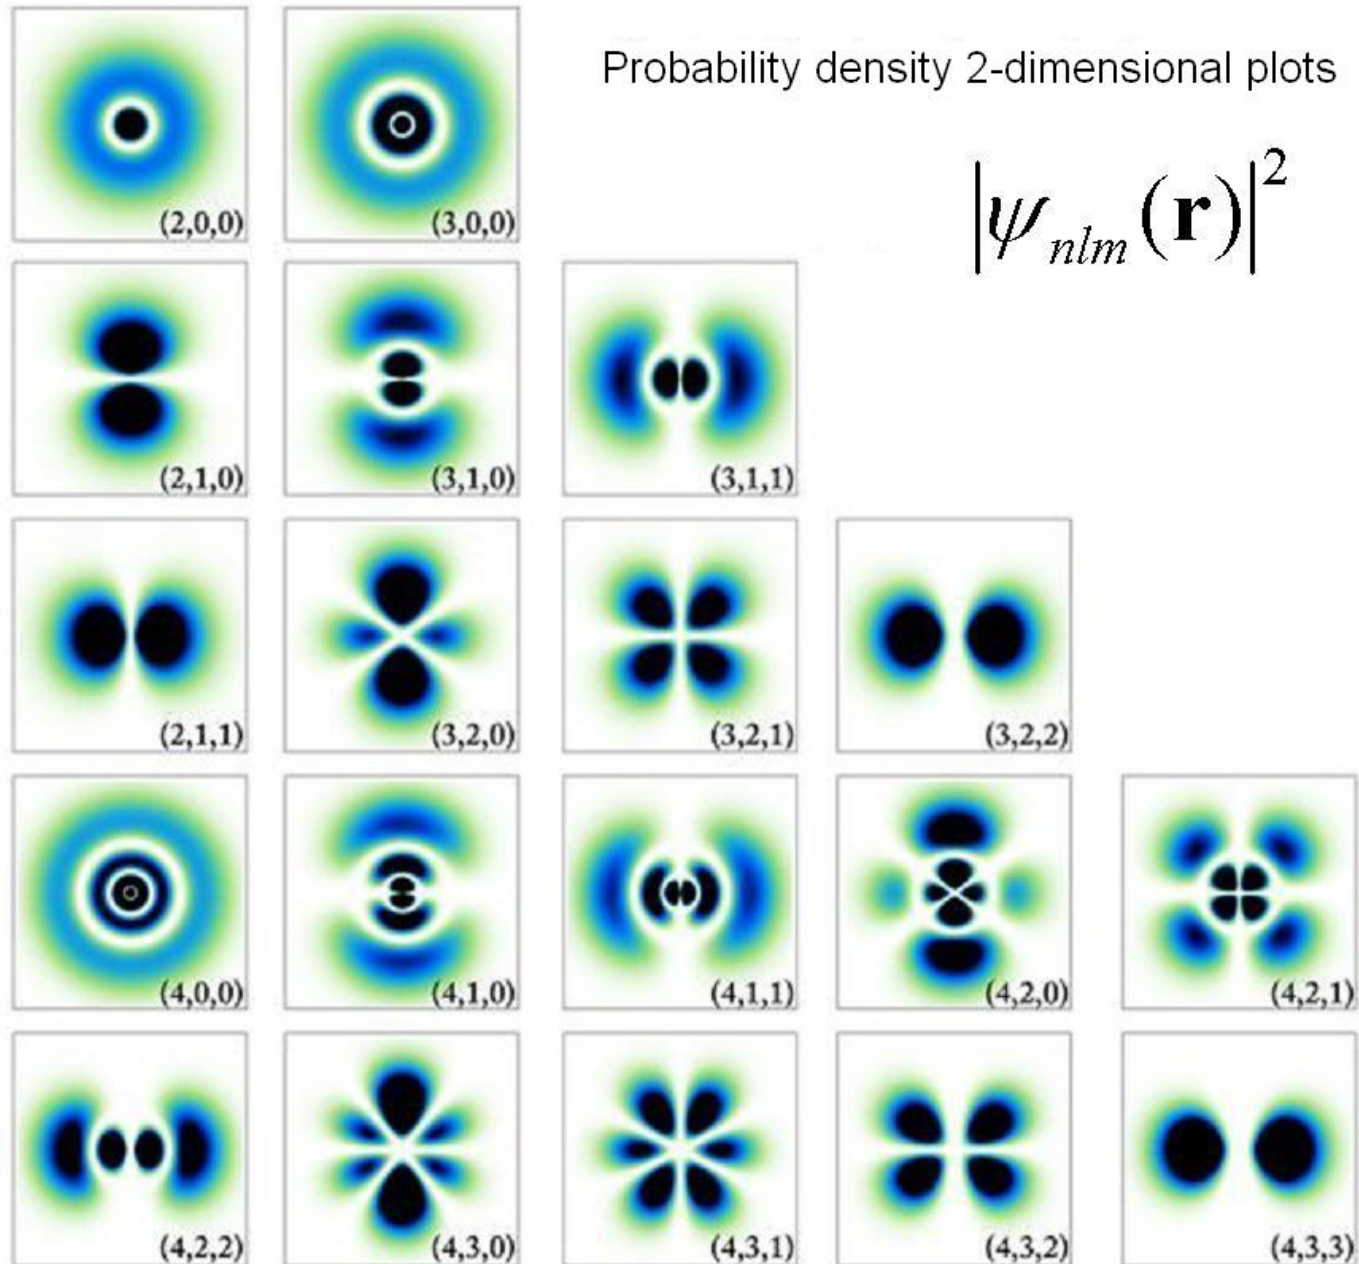 Probability density 2-dimensional plots
|ψnlm(r)|²
(2,0,0) (3,0,0)
(2,1,0) (3,1,0) (3,1,1)
(2,1,1) (3,2,0) (3,2,1) (3,2,2)
(4,0,0) (4,1,0) (4,1,1) (4,2,0) (4,2,1)
(4,2,2) (4,3,0) (4,3,1) (4,3,2) (4,3,3)